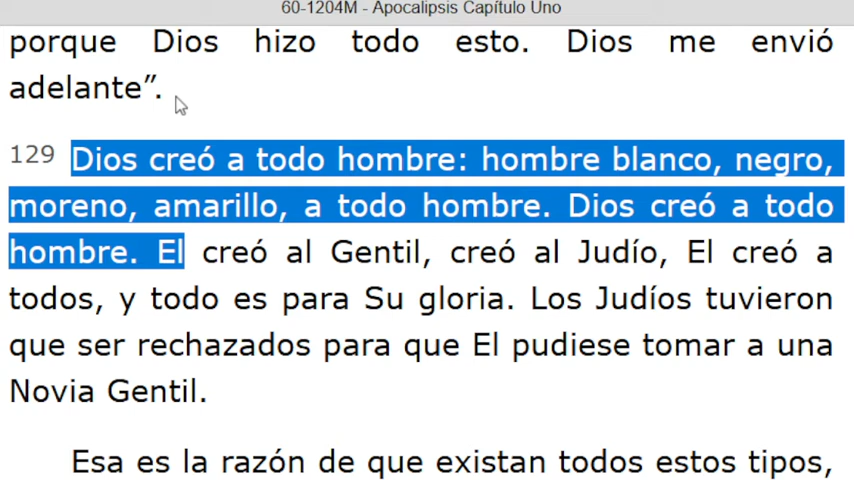 60-1204M - Apocalipsis Capítulo Uno
porque Dios hizo todo esto. Dios me envió
adelante”.
129 Dios creó a todo hombre: hombre blanco, negro,
moreno, amarillo, a todo hombre. Dios creó a todo
hombre. El creó al Gentil, creó al Judío, El creó a
todos, y todo es para Su gloria. Los Judíos tuvieron
que ser rechazados para que El pudiese tomar a una
Novia Gentil.
Esa es la razón de que existan todos estos tipos,